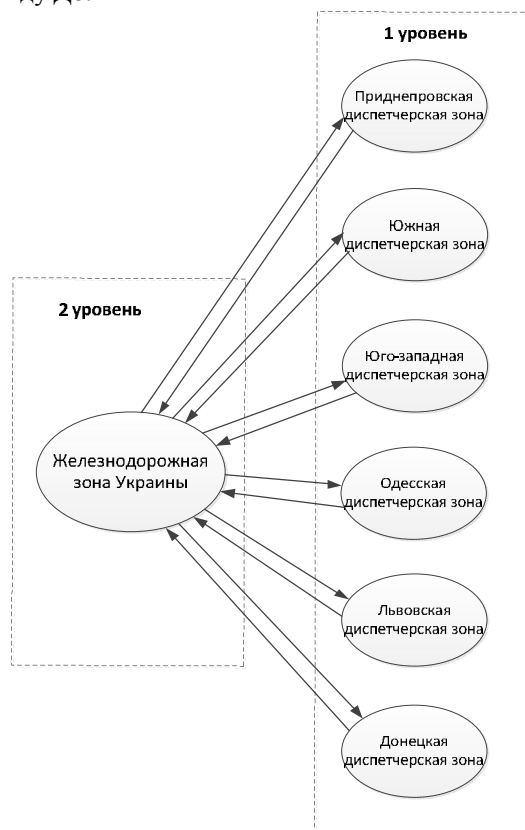 1 уровень
Приднепровская
диспетчерская зона
Южная
диспетчерская зона
2 уровень
Юго-западная
диспетчерская зона
Железнодорожная
зона Украины
Одесская
диспетчерская зона
Львовская
диспетчерская зона
Донецкая
диспетчерская зона